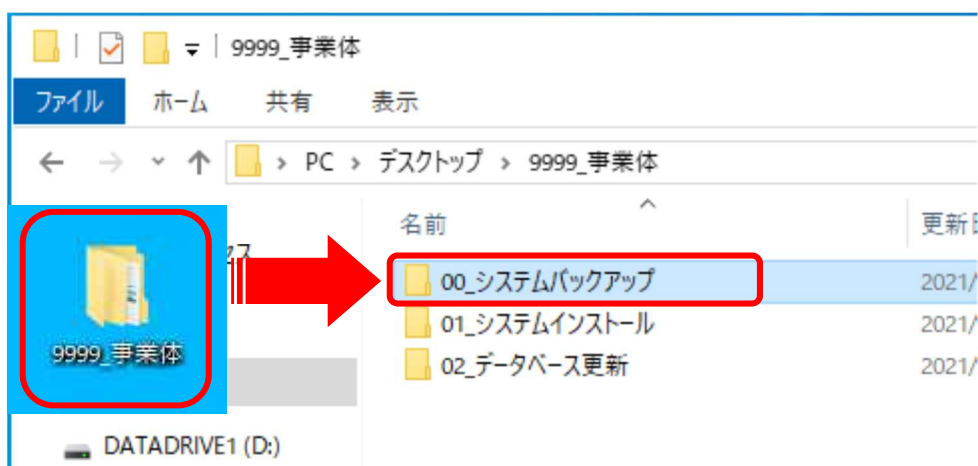 9999_事業体
ファイル ホーム 共有 表示
PC > デスクトップ > 9999_事業体
名前 更新日
00_システムバックアップ 2021/
01_システムインストール 2021/
02_データベース更新 2021/
9999_事業体
DATADRIVE1 (D:)